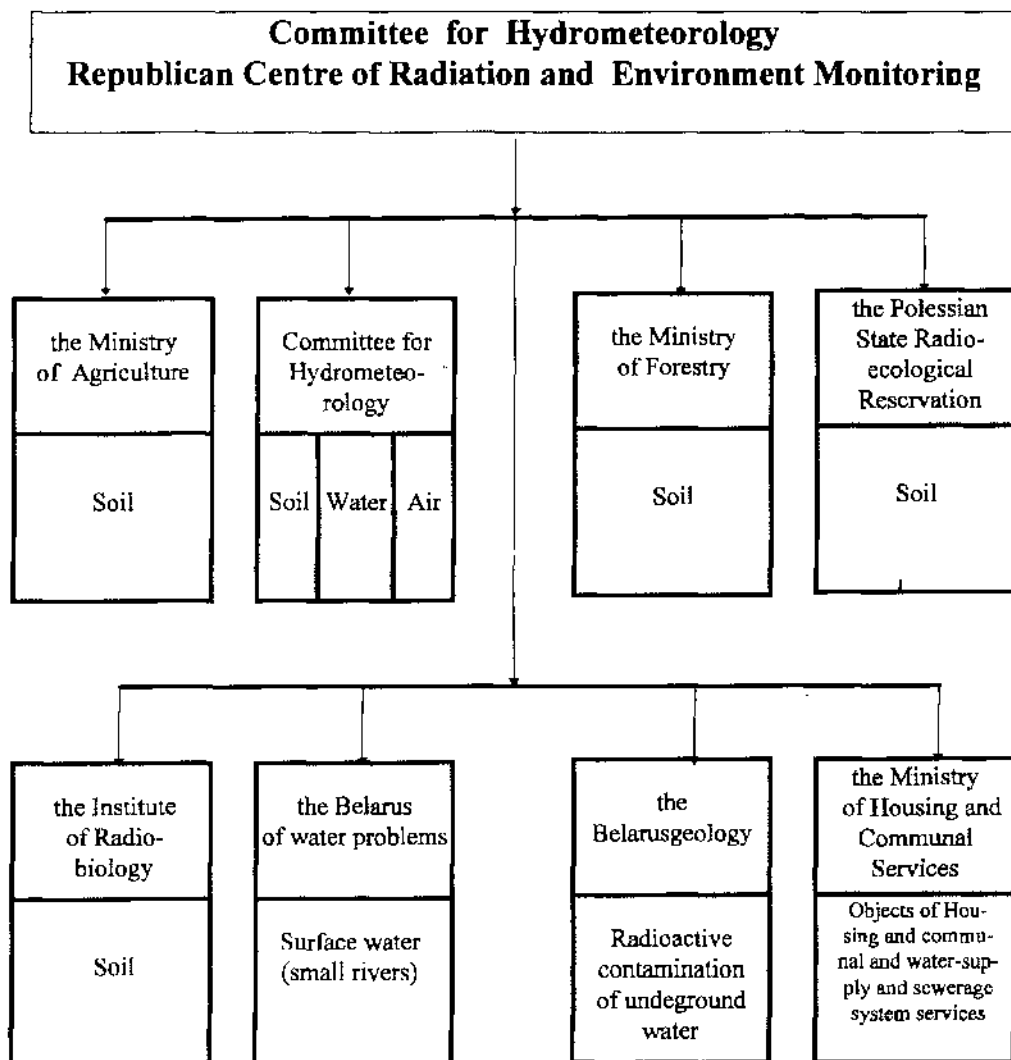 Committee for Hydrometeorology
Republican Centre of Radiation and Environment Monitoring
the Ministry
of Agriculture
Soil
Committee for
Hydrometeo-
rology
Soil Water Air
the Ministry
of Forestry
Soil
the Polessian
State Radio-
ecological
Reservation
Soil
the Institute
of Radio-
biology
Soil
the Belarus
of water problems
Surface water
(small rivers)
the
Belarusgeology
Radioactive
contamination
of undeground
water
the Ministry
of Housing and
Communal
Services
Objects of Hou-
sing and commu-
nal and water-sup-
ply and sewerage
system services